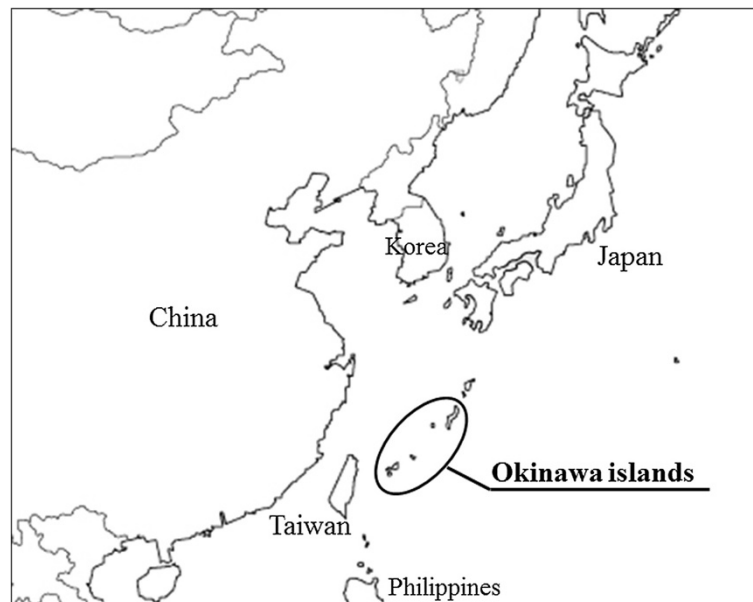 Korea
Japan
China
Okinawa islands
Taiwan
Philippines